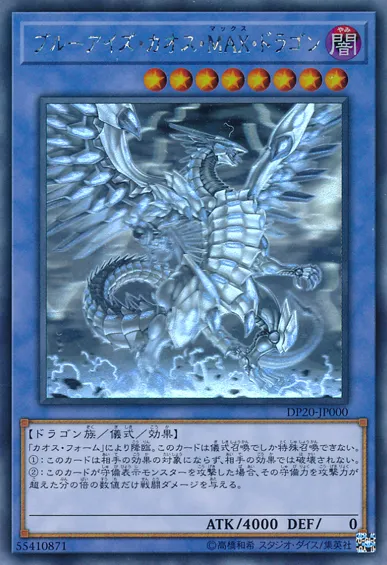 マックス
ブルーアイズ・カオス・MAX・ドラゴン
やみ
闇
DP20-JP000
【ドラゴン族／儀式／効果】
「カオス・フォーム」により降臨。このカードは儀式召喚でしか特殊召喚できない。
①：このカードは相手の効果の対象にならず、相手の効果では破壊されない。
②：このカードが守備表示モンスターを攻撃した場合、その守備力を攻撃力が
超えた分の倍の数値だけ戦闘ダメージを与える。
ATK/4000 DEF/ 0
55410871
©高橋和希 スタジオ・ダイス/集英社